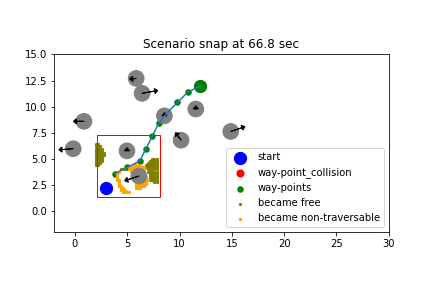 Scenario snap at 66.8 sec
15.0
12.5
10.0
7.5
5.0
2.5
0.0
0 5 10 15 20 25 30
start
way-point_collision
way-points
became free
became non-traversable